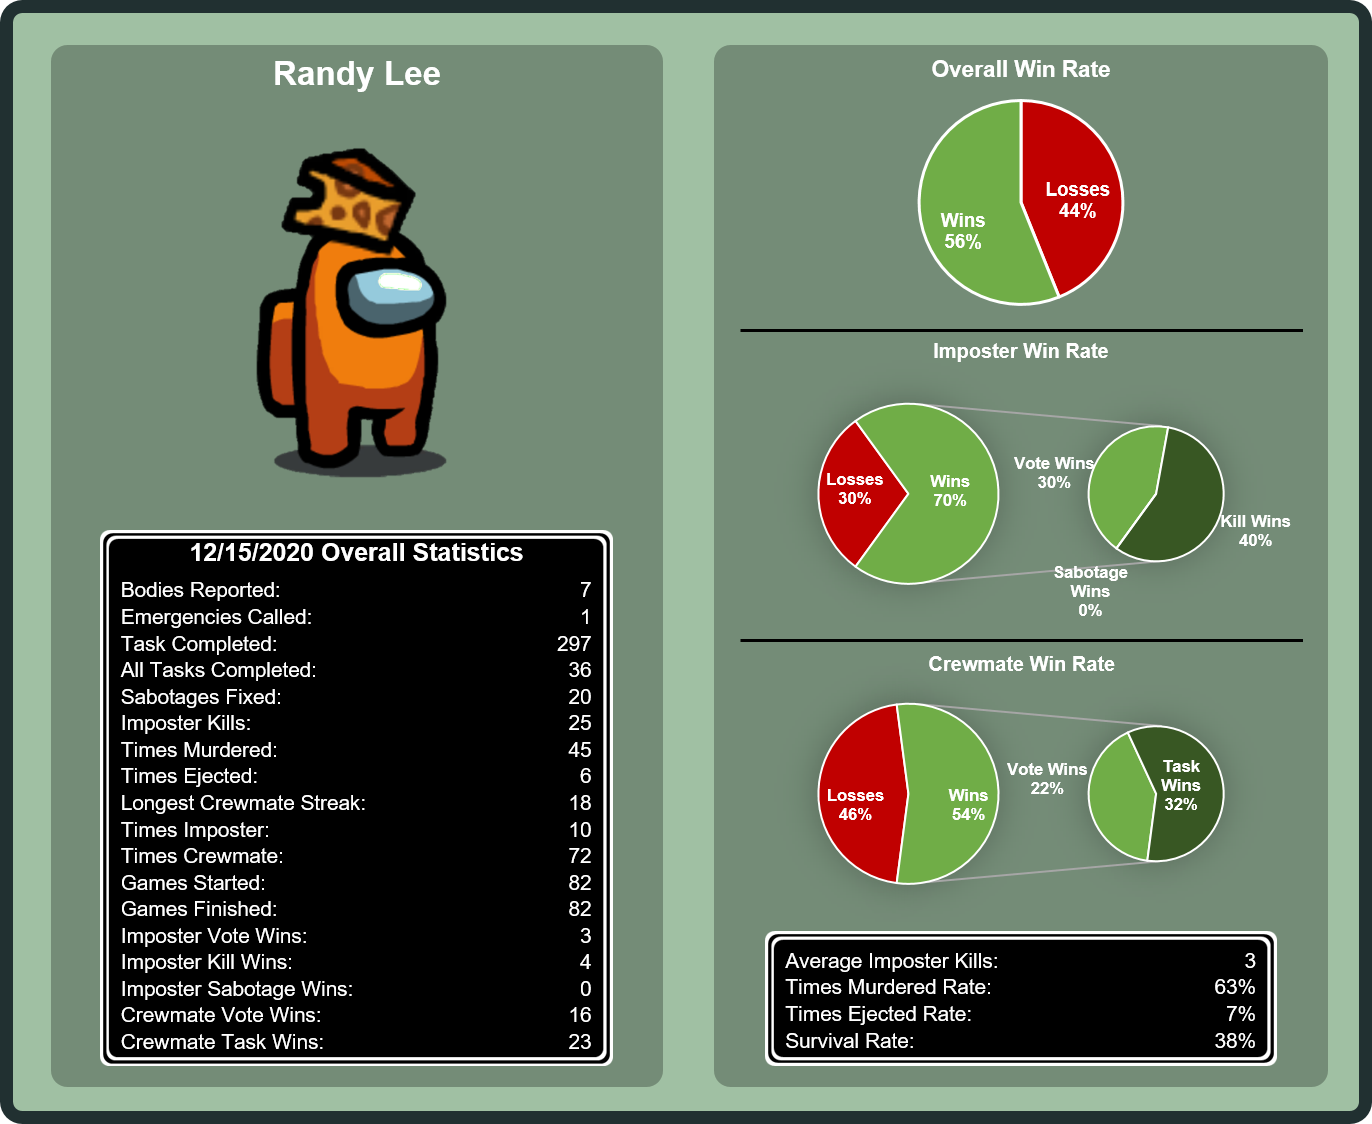 Randy Lee
12/15/2020 Overall Statistics
Bodies Reported: 7
Emergencies Called: 1
Task Completed: 297
All Tasks Completed: 36
Sabotages Fixed: 20
Imposter Kills: 25
Times Murdered: 45
Times Ejected: 6
Longest Crewmate Streak: 18
Times Imposter: 10
Times Crewmate: 72
Games Started: 82
Games Finished: 82
Imposter Vote Wins: 3
Imposter Kill Wins: 4
Imposter Sabotage Wins: 0
Crewmate Vote Wins: 16
Crewmate Task Wins: 23
Overall Win Rate
Losses
44%
Wins
56%
Imposter Win Rate
Losses
30%
Wins
70%
Vote Wins
30%
Kill Wins
40%
Sabotage
Wins
0%
Crewmate Win Rate
Losses
46%
Wins
54%
Vote Wins
22%
Task
Wins
32%
Average Imposter Kills: 3
Times Murdered Rate: 63%
Times Ejected Rate: 7%
Survival Rate: 38%